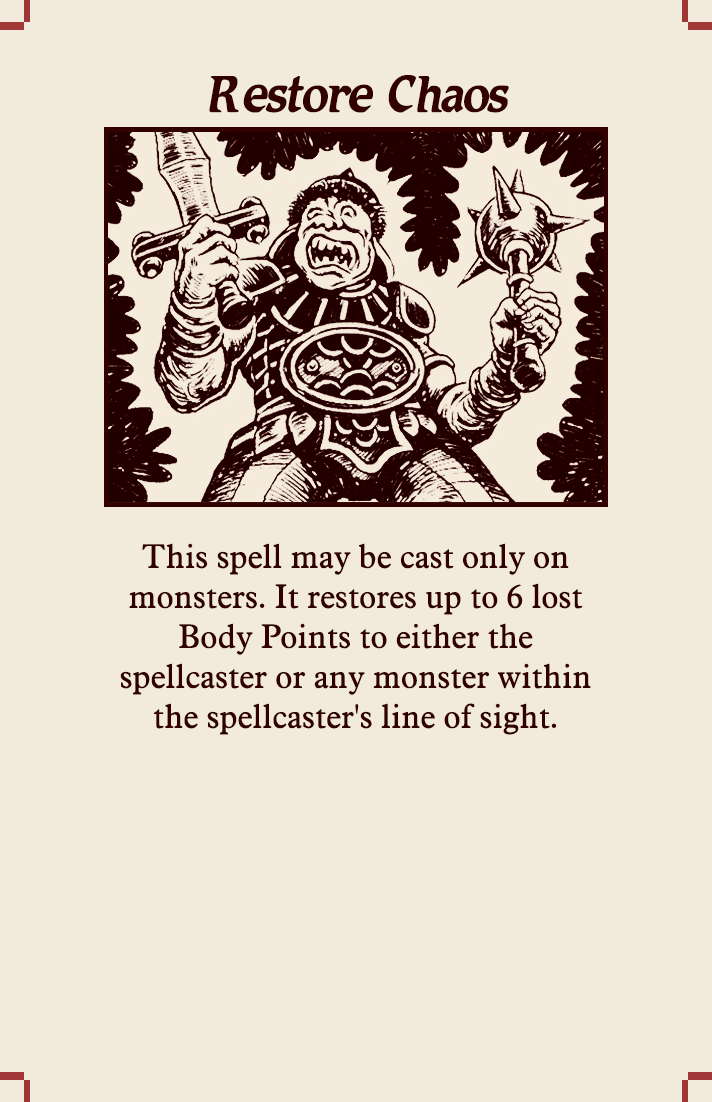 Restore Chaos
This spell may be cast only on
monsters. It restores up to 6 lost
Body Points to either the
spellcaster or any monster within
the spellcaster's line of sight.